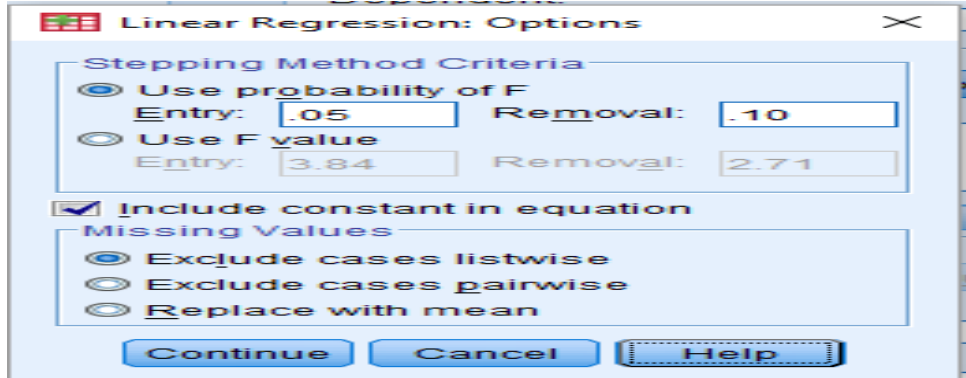 Dependent:
Linear Regression: Options
Stepping Method Criteria
Use probability of F
Entry: .05 Removal: .10
Use F value
Entry: 3.84 Removal: 2.71
Include constant in equation
Missing Values
Exclude cases listwise
Exclude cases pairwise
Replace with mean
Continue Cancel Help